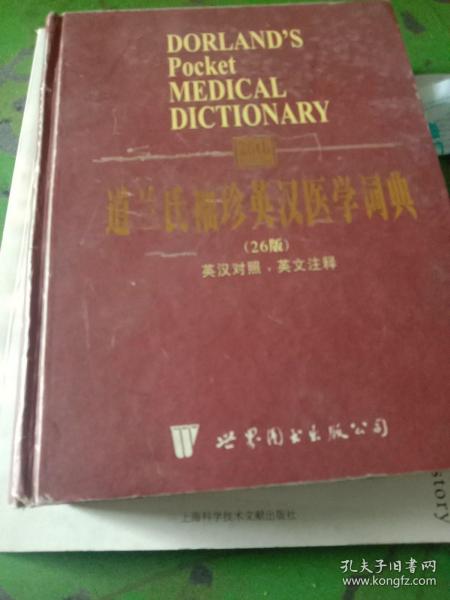 DORLAND'S
Pocket
MEDICAL
DICTIONARY
26th
道兰氏袖珍英汉医学词典
(26版)
英汉对照·英文注释
世界图书出版公司
上海科学技术文献出版社
story
孔夫子旧书网
www.kongfz.com